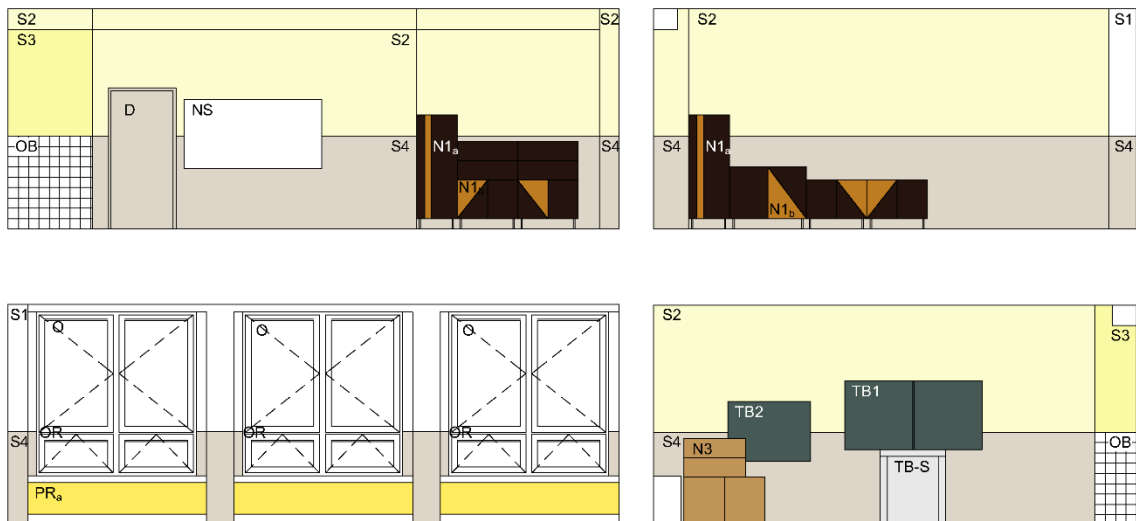 S2
S2
S3
S2
D
NS
OB
S4
N1a
S4
N1b
S2
S1
S4
N1a
S4
N1b
S1
O
O
O
S4
OR
OR
OR
PRa
S2
S3
TB1
TB2
S4
N3
OB
TB-S